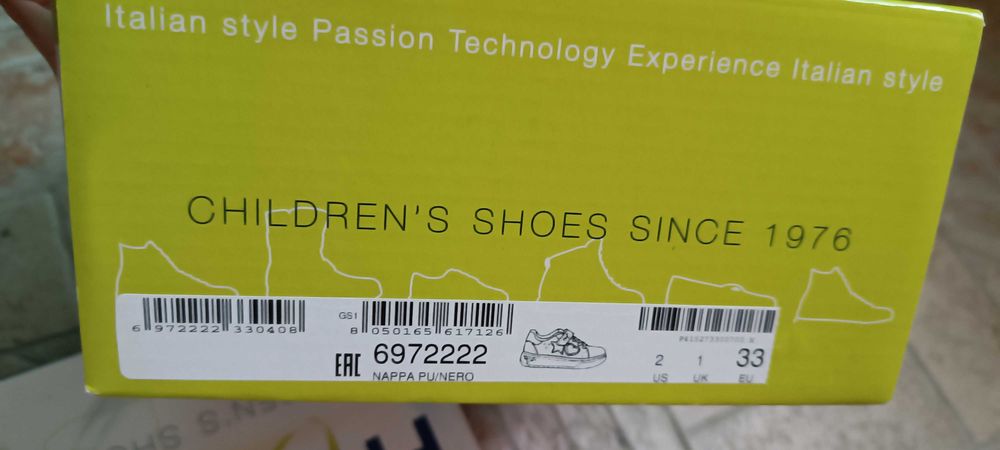 Italian style Passion Technology Experience Italian style
CHILDREN'S SHOES SINCE 1976
6 972222 330408
GS1
8 050165 617126
EAC 6972222
NAPPA PU/NERO
2 1 33
US UK EU